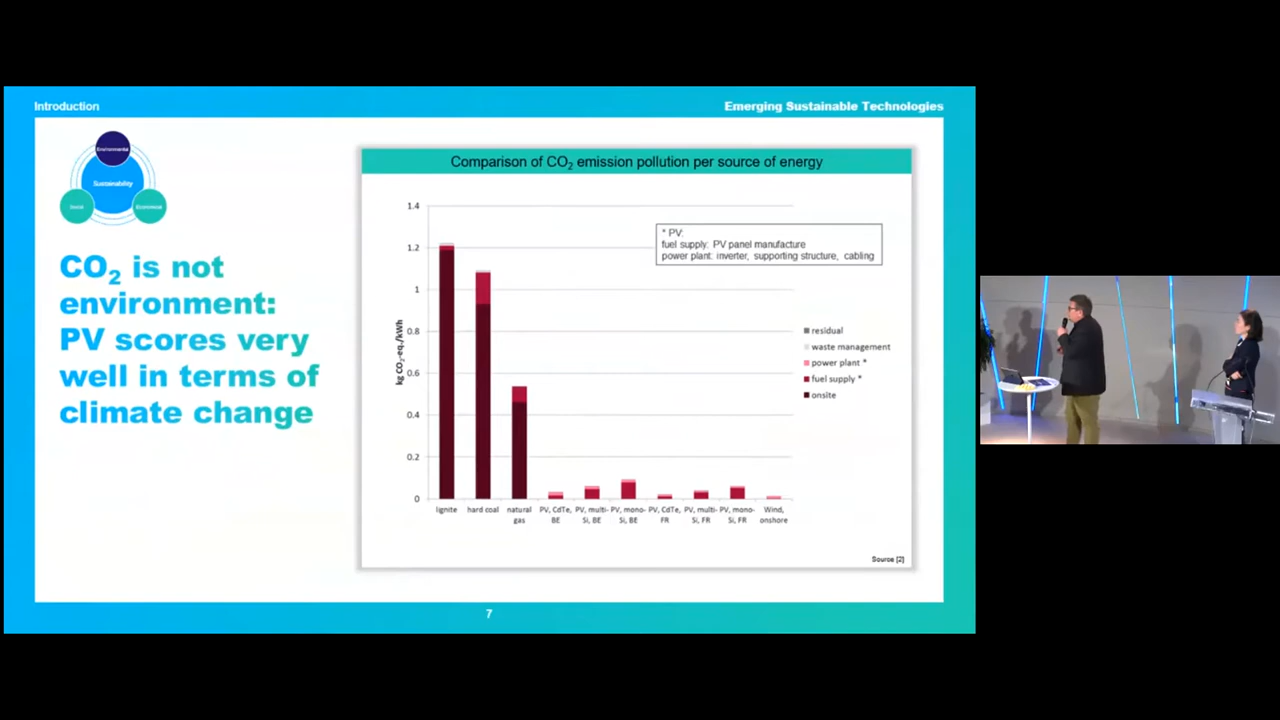 Introduction
Emerging Sustainable Technologies
Environmental
Sustainability
Social
Economical
CO2 is not
environment:
PV scores very
well in terms of
climate change
Comparison of CO2 emission pollution per source of energy
* PV:
fuel supply: PV panel manufacture
power plant: inverter, supporting structure, cabling
kg CO2-eq./kWh
1.4
1.2
1
0.8
0.6
0.4
0.2
0
residual
waste management
power plant *
fuel supply *
onsite
lignite
hard coal
natural
gas
PV, CdTe,
BE
PV, multi-
Si, BE
PV, mono-
Si, BE
PV, CdTe,
FR
PV, multi-
Si, FR
PV, mono-
Si, FR
Wind,
onshore
Source [2]
7